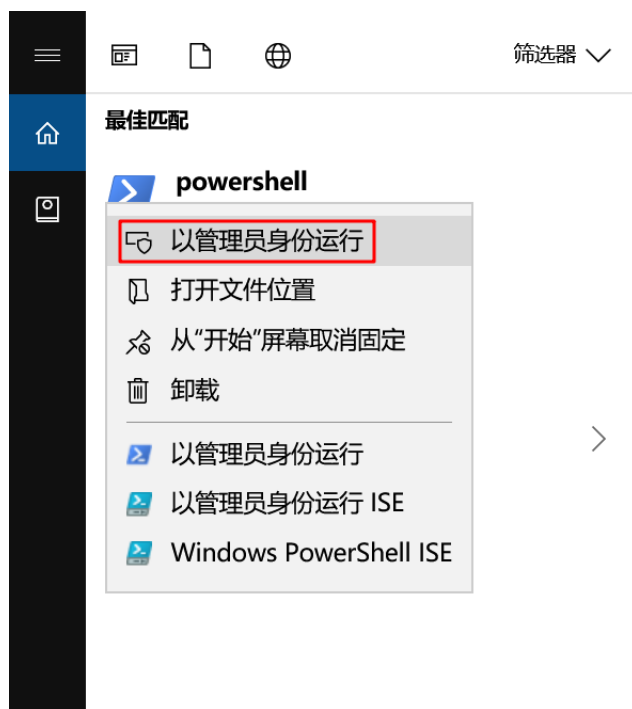 筛选器
最佳匹配
powershell
以管理员身份运行
打开文件位置
从“开始”屏幕取消固定
卸载
以管理员身份运行
以管理员身份运行 ISE
Windows PowerShell ISE